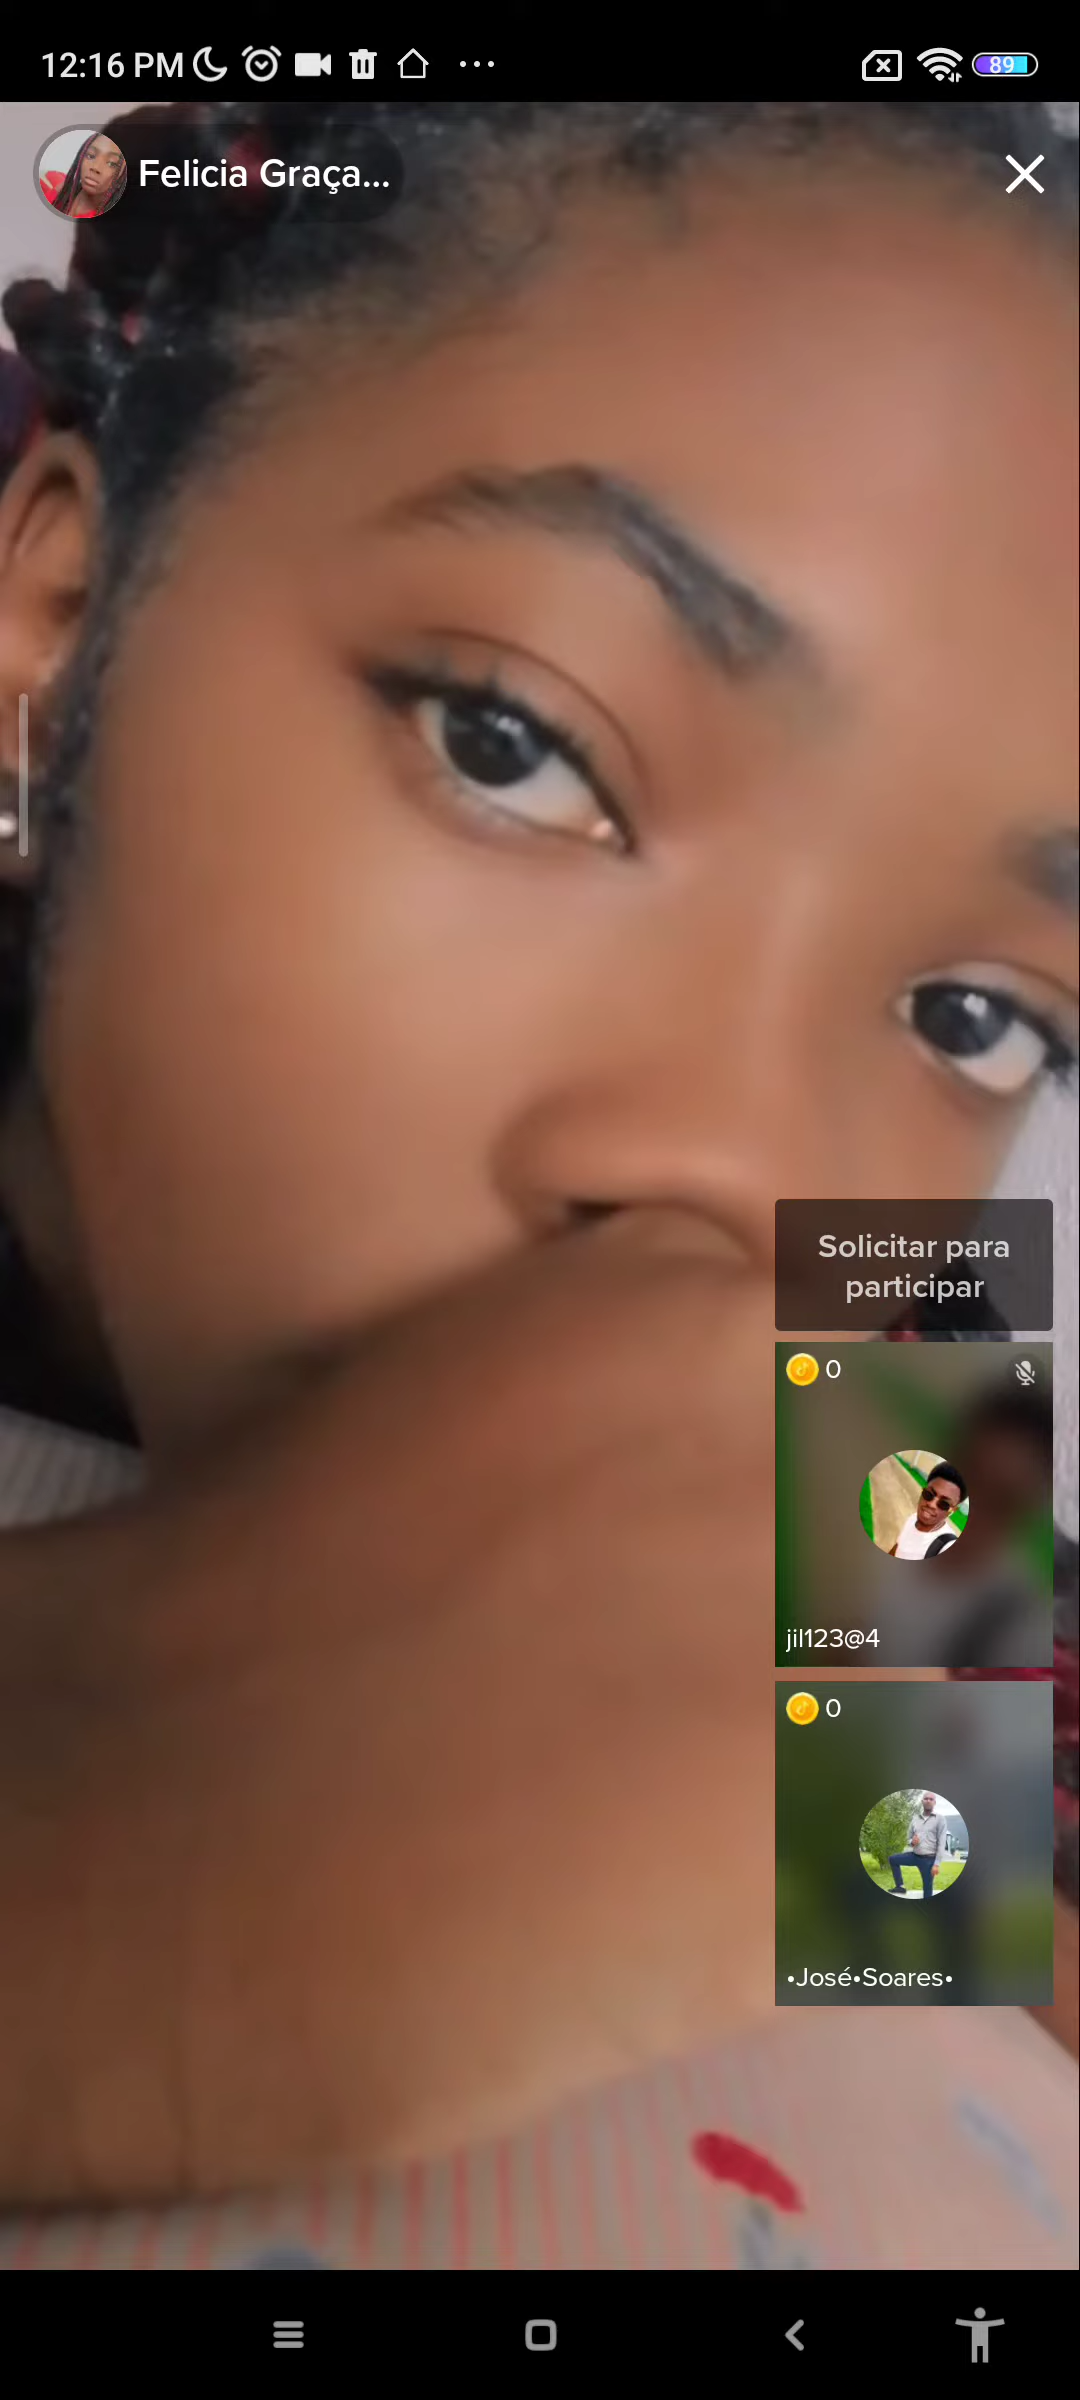 12:16 PM
89
Felicia Graça...
Solicitar para
participar
0
jil123@4
0
•José•Soares•